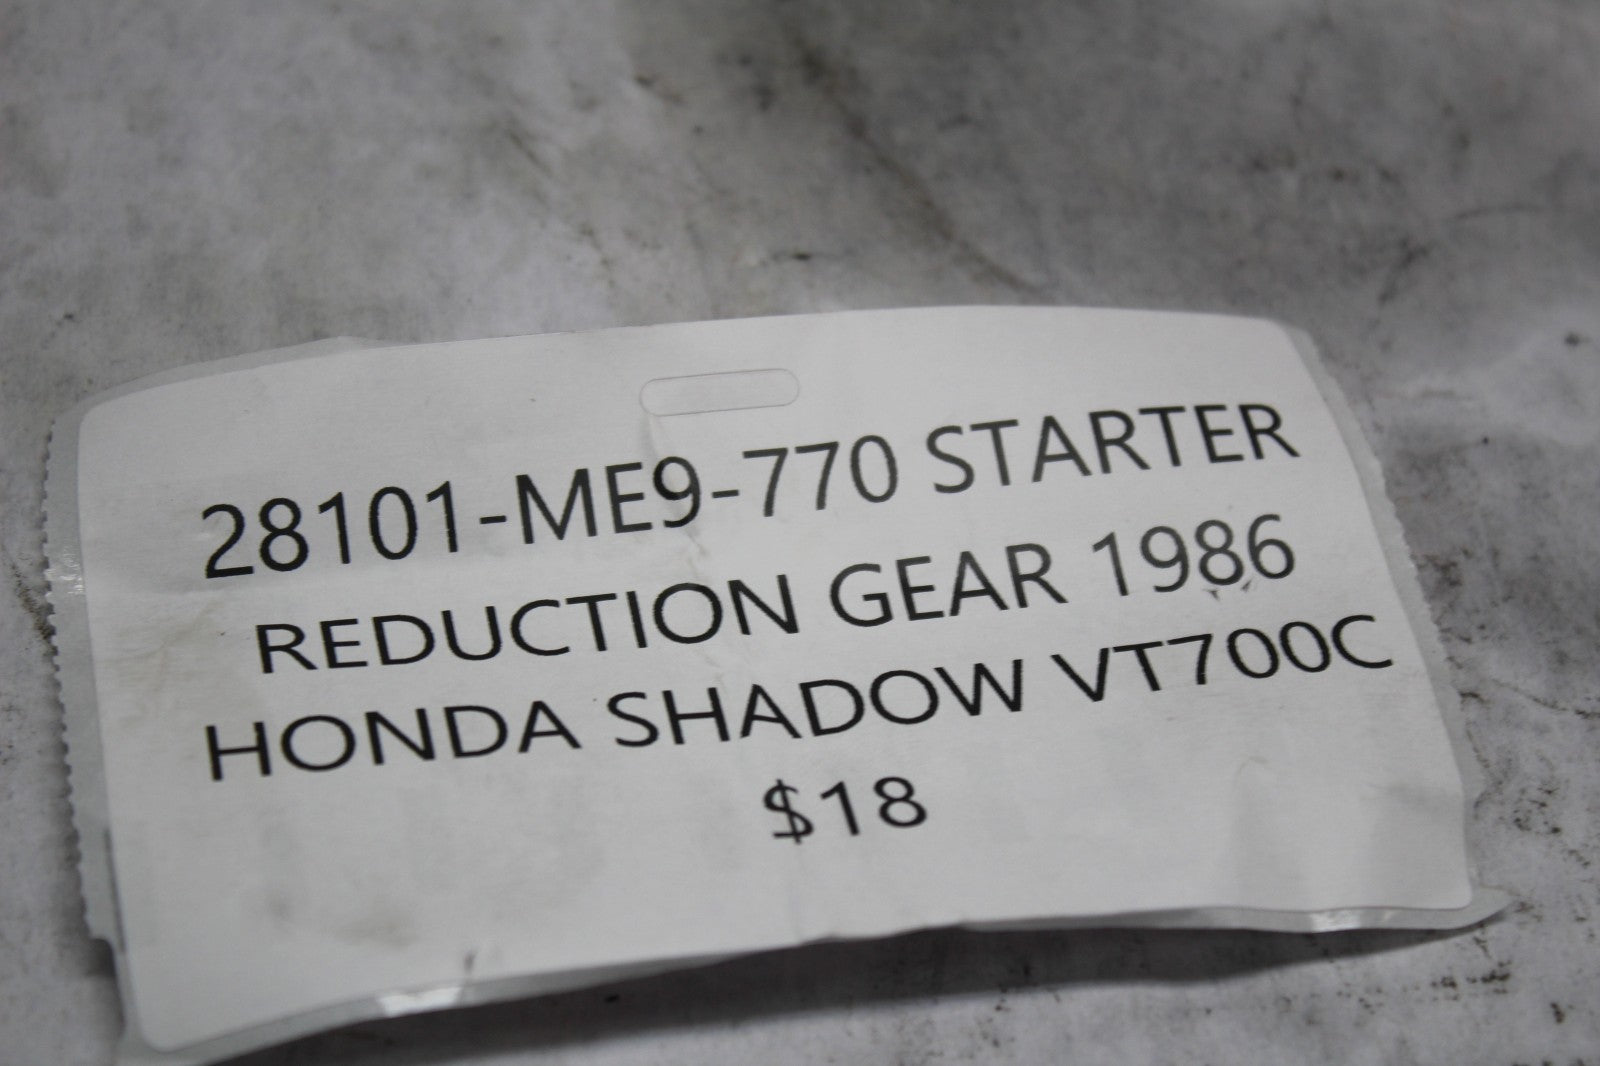 28101-ME9-770 STARTER
REDUCTION GEAR 1986
HONDA SHADOW VT700C
$18